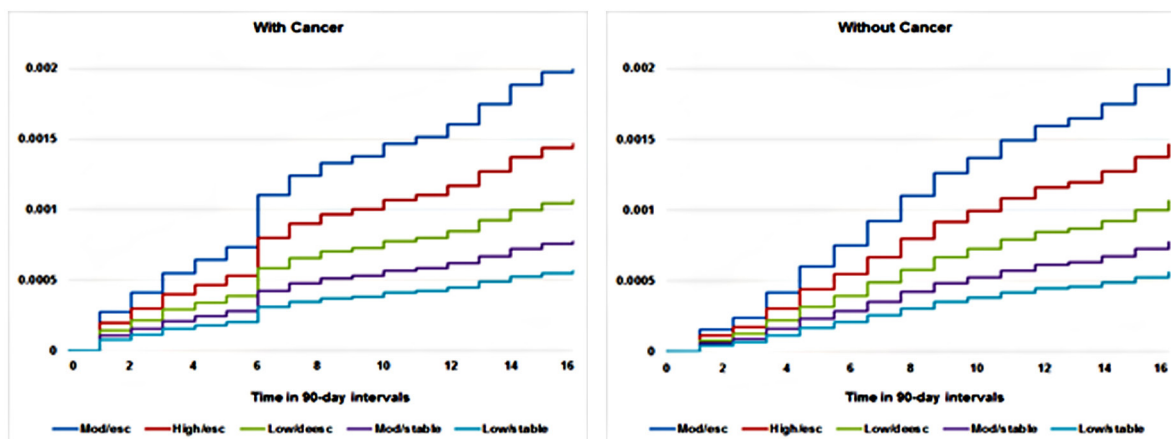 With Cancer
0.002
0.0015
0.001
0.0005
0
0 2 4 6 8 10 12 14 16
Time in 90-day intervals
Mod/esc High/esc Low/deesc Mod/stable Low/stable
Without Cancer
0.002
0.0015
0.001
0.0005
0
0 2 4 6 8 10 12 14 16
Time in 90-day intervals
Mod/esc High/esc Low/deesc Mod/stable Low/stable